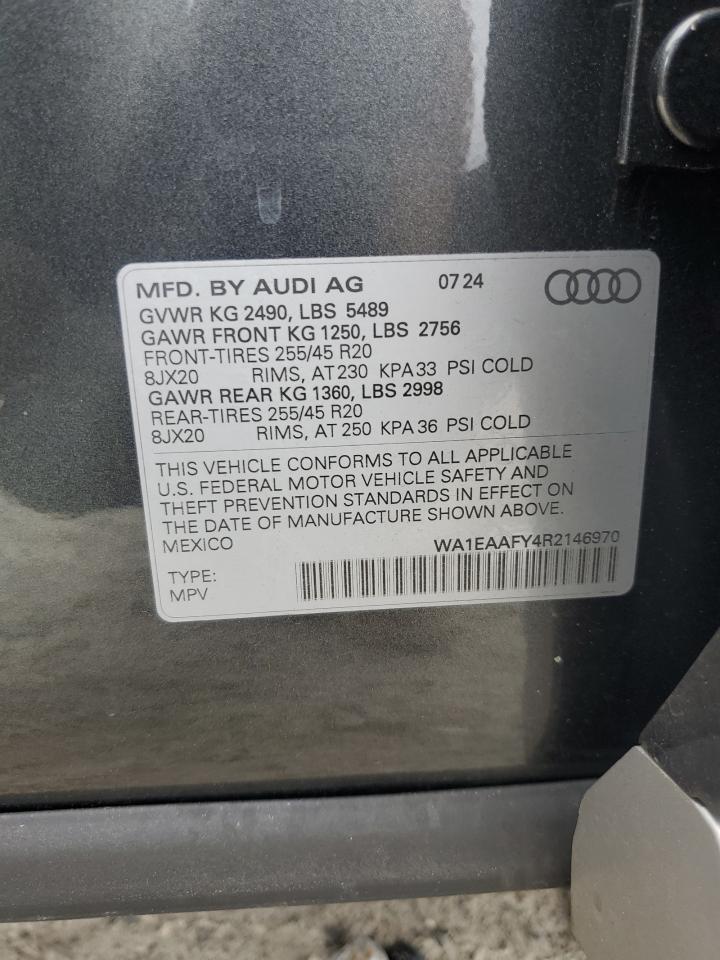 MFD. BY AUDI AG 07 24
GVWR KG 2490, LBS 5489
GAWR FRONT KG 1250, LBS 2756
FRONT-TIRES 255/45 R20
8JX20 RIMS, AT 230 KPA 33 PSI COLD
GAWR REAR KG 1360, LBS 2998
REAR-TIRES 255/45 R20
8JX20 RIMS, AT 250 KPA 36 PSI COLD
THIS VEHICLE CONFORMS TO ALL APPLICABLE
U.S. FEDERAL MOTOR VEHICLE SAFETY AND
THEFT PREVENTION STANDARDS IN EFFECT ON
THE DATE OF MANUFACTURE SHOWN ABOVE.
MEXICO WA1EAAFY4R2146970
TYPE:
MPV